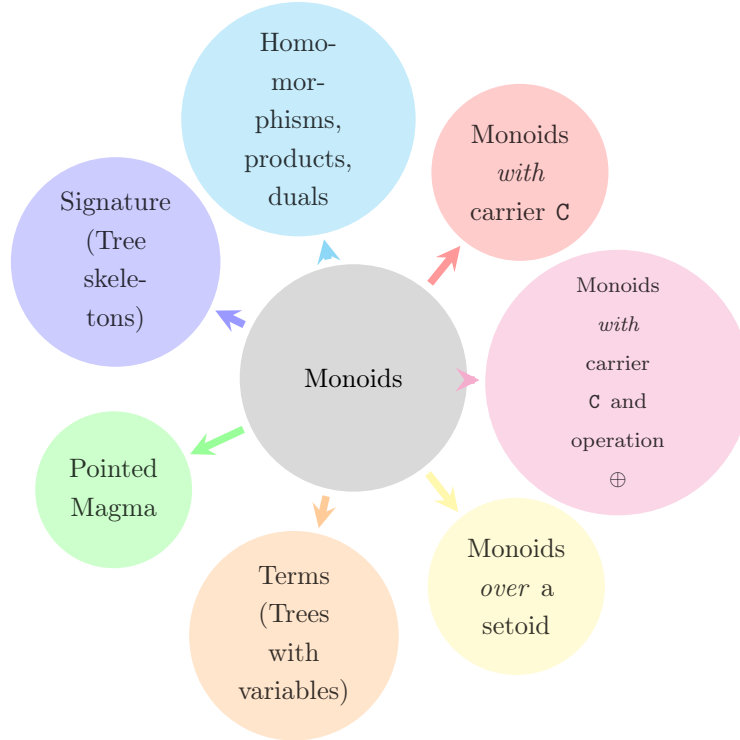 Homo-
mor-
phisms,
products,
duals
Monoids
with
carrier C
Signature
(Tree
skele-
tons)
Monoids
with
carrier
C and
operation
⊕
Monoids
Pointed
Magma
Monoids
over a
setoid
Terms
(Trees
with
variables)